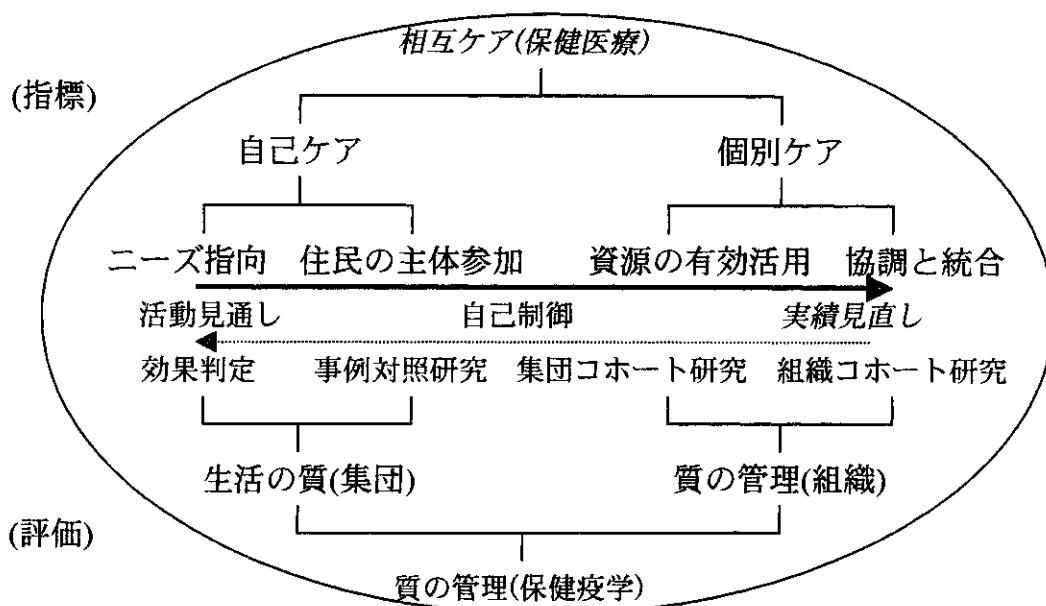 相互ケア(保健医療)
(指標)
自己ケア 個別ケア
ニーズ指向 住民の主体参加 資源の有効活用 協調と統合
活動見通し 自己制御 実績見直し
効果判定 事例対照研究 集団コホート研究 組織コホート研究
生活の質(集団) 質の管理(組織)
(評価)
質の管理(保健疫学)